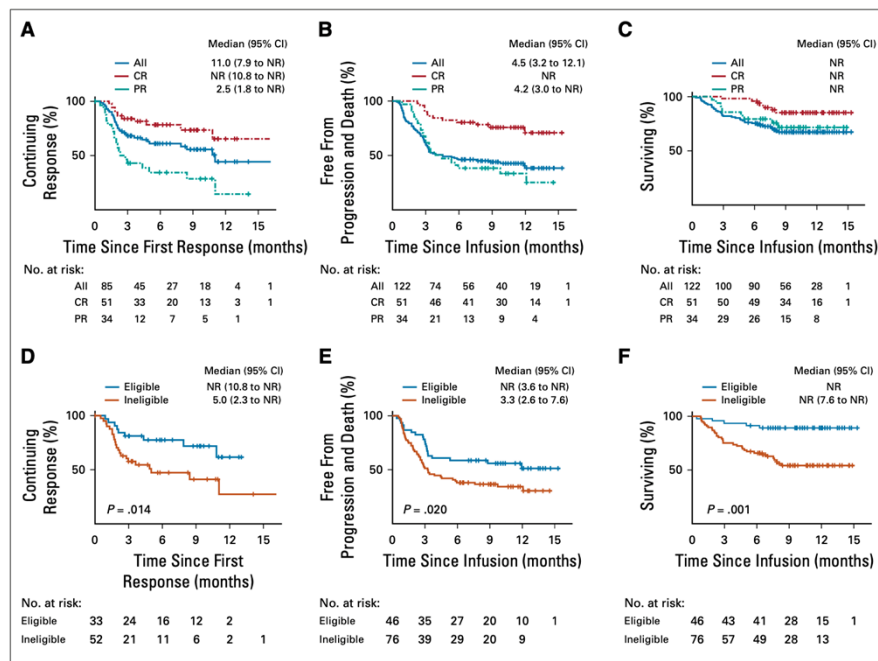 A
Median (95% CI)
All 11.0 (7.9 to NR)
CR NR (10.8 to NR)
PR 2.5 (1.8 to NR)
Continuing
Response (%)
100
50
0 3 6 9 12 15
Time Since First Response (months)
No. at risk:
All 85 45 27 18 4 1
CR 51 33 20 13 3 1
PR 34 12 7 5 1
B
Median (95% CI)
All 4.5 (3.2 to 12.1)
CR NR
PR 4.2 (3.0 to NR)
Free From
Progression and Death (%)
100
50
0 3 6 9 12 15
Time Since Infusion (months)
No. at risk:
All 122 74 56 40 19 1
CR 51 46 41 30 14 1
PR 34 21 13 9 4
C
Median (95% CI)
All NR
CR NR
PR NR
Surviving (%)
100
50
0 3 6 9 12 15
Time Since Infusion (months)
No. at risk:
All 122 100 90 56 28 1
CR 51 50 49 34 16 1
PR 34 29 26 15 8
D
Median (95% CI)
Eligible NR (10.8 to NR)
Ineligible 5.0 (2.3 to NR)
Continuing
Response (%)
100
50
P = .014
0 3 6 9 12 15
Time Since First
Response (months)
No. at risk:
Eligible 33 24 16 12 2
Ineligible 52 21 11 6 2 1
E
Median (95% CI)
Eligible NR (3.6 to NR)
Ineligible 3.3 (2.6 to 7.6)
Free From
Progression and Death (%)
100
50
P = .020
0 3 6 9 12 15
Time Since Infusion (months)
No. at risk:
Eligible 46 35 27 20 10 1
Ineligible 76 39 29 20 9
F
Median (95% CI)
Eligible NR
Ineligible NR (7.6 to NR)
Surviving (%)
100
50
P = .001
0 3 6 9 12 15
Time Since Infusion (months)
No. at risk:
Eligible 46 43 41 28 15 1
Ineligible 76 57 49 28 13